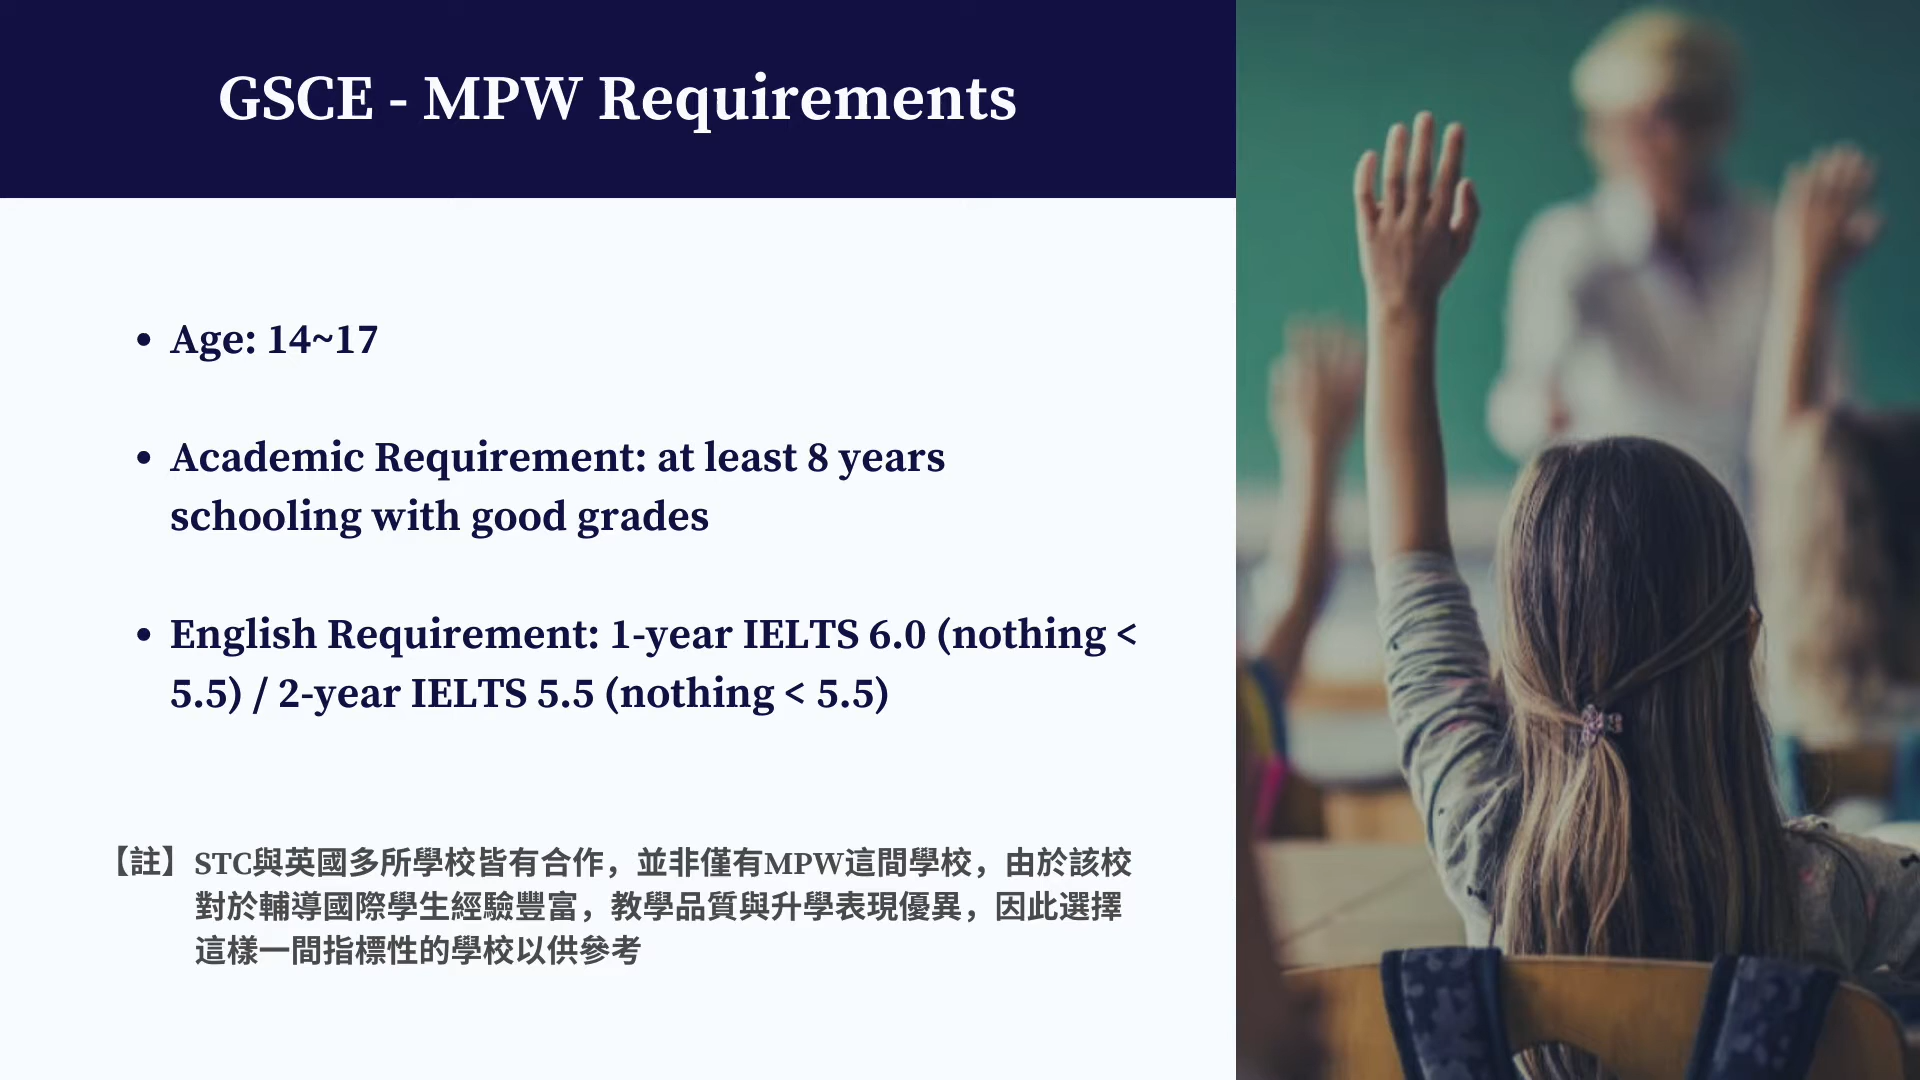 GSCE - MPW Requirements
• Age: 14~17
• Academic Requirement: at least 8 years
schooling with good grades
• English Requirement: 1-year IELTS 6.0 (nothing <
5.5) / 2-year IELTS 5.5 (nothing < 5.5)
【註】STC與英國多所學校皆有合作，並非僅有MPW這間學校，由於該校
對於輔導國際學生經驗豐富，教學品質與升學表現優異，因此選擇
這樣一間指標性的學校以供參考